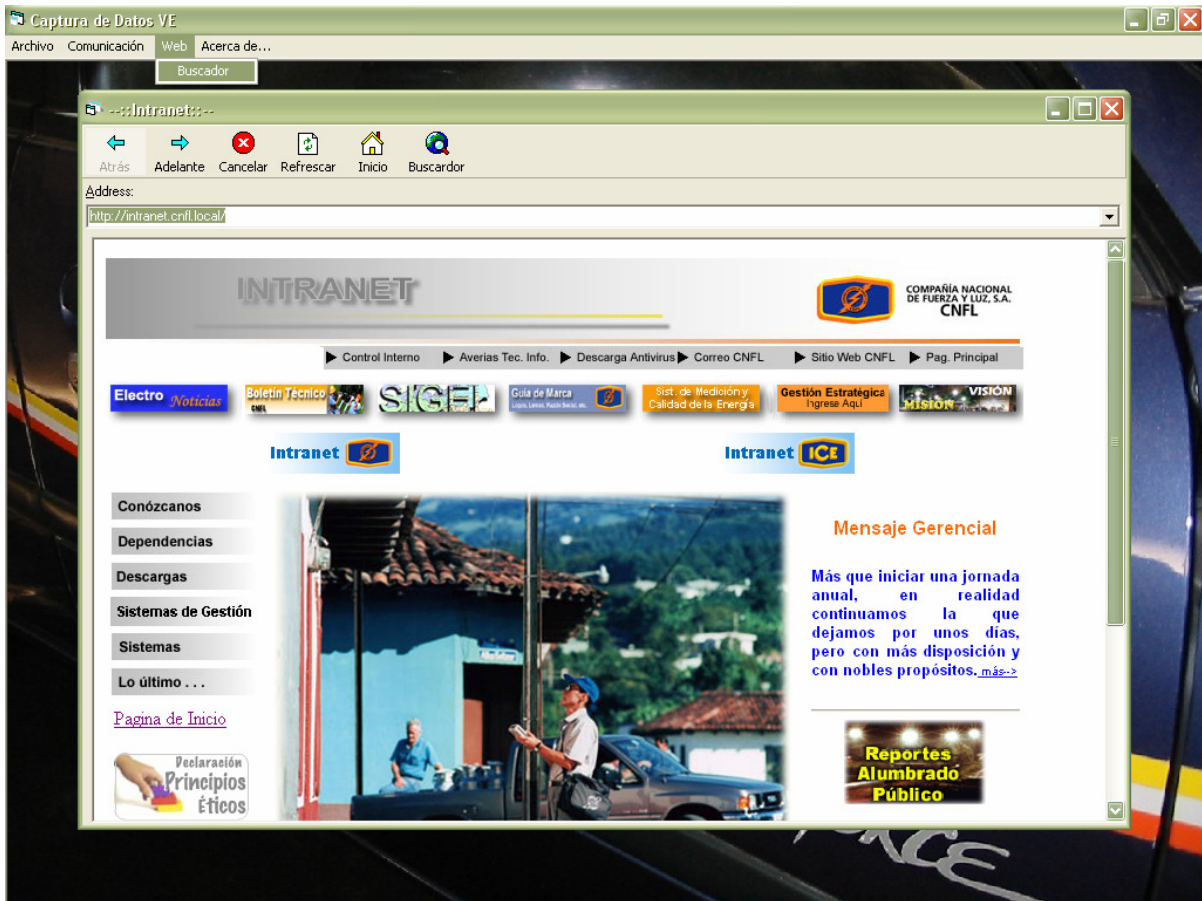 Captura de Datos VE
Archivo Comunicación Web Acerca de...
Buscador
--::Intranet::--
Atrás Adelante Cancelar Refrescar Inicio Buscardor
Address:
http://intranet.cnfl.local/
INTRANET
COMPAÑÍA NACIONAL
DE FUERZA Y LUZ, S.A.
CNFL
Control Interno Averias Tec. Info. Descarga Antivirus Correo CNFL Sitio Web CNFL Pag. Principal
Electro Noticias
Boletín Técnico
CNFL
SIGEL
Guía de Marca
Sist. de Medición y
Calidad de la Energía
Gestión Estratégica
Ingrese Aquí
VISIÓN
MISIÓN
Intranet
Intranet ICE
Conózcanos
Dependencias
Descargas
Sistemas de Gestión
Sistemas
Lo último . . .
Pagina de Inicio
Declaración
Principios
Éticos
Mensaje Gerencial
Más que iniciar una jornada
anual, en realidad
continuamos la que
dejamos por unos días,
pero con más disposición y
con nobles propósitos. más-->
Reportes
Alumbrado
Público